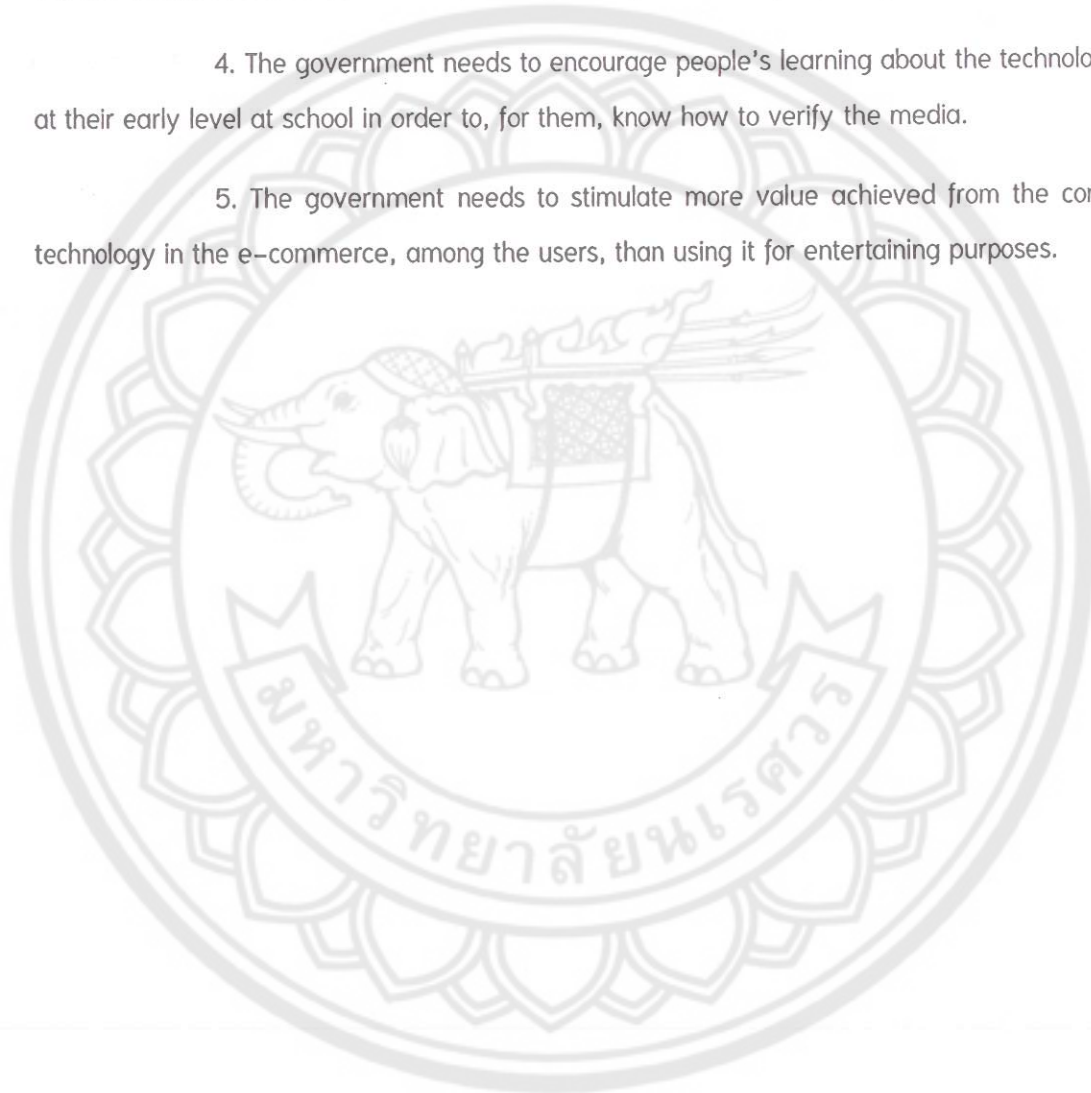 4. The government needs to encourage people's learning about the technolo
at their early level at school in order to, for them, know how to verify the media.
5. The government needs to stimulate more value achieved from the co
technology in the e-commerce, among the users, than using it for entertaining purposes.
มหาวิทยาลัยนเรศวร